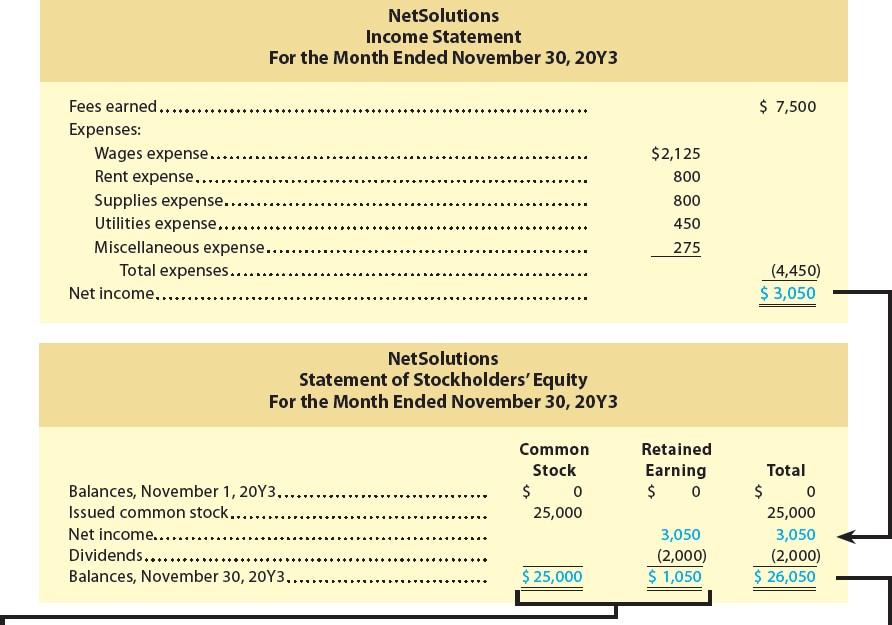 NetSolutions
Income Statement
For the Month Ended November 30, 20Y3
Fees earned.......... $ 7,500
Expenses:
Wages expense.......... $2,125
Rent expense.......... 800
Supplies expense.......... 800
Utilities expense.......... 450
Miscellaneous expense.......... 275
Total expenses.......... (4,450)
Net income.......... $ 3,050
NetSolutions
Statement of Stockholders' Equity
For the Month Ended November 30, 20Y3
Common Retained
Stock Earning Total
Balances, November 1, 20Y3.......... $ 0 $ 0 $ 0
Issued common stock.......... 25,000 25,000
Net income.......... 3,050 3,050
Dividends.......... (2,000) (2,000)
Balances, November 30, 20Y3.......... $ 25,000 $ 1,050 $ 26,050